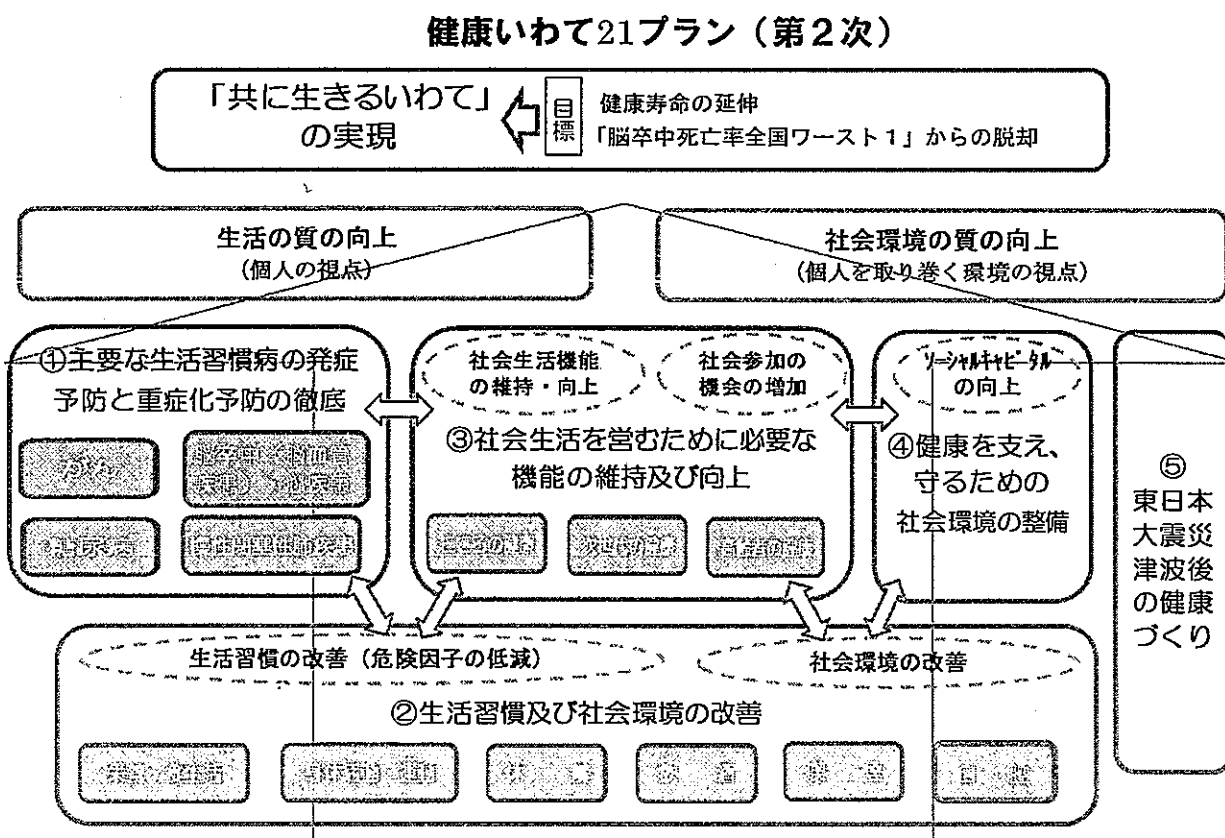 健康いわて21プラン（第２次）
「共に生きるいわて」
の実現
目標
健康寿命の延伸
「脳卒中死亡率全国ワースト１」からの脱却
生活の質の向上
（個人の視点）
社会環境の質の向上
（個人を取り巻く環境の視点）
①主要な生活習慣病の発症
予防と重症化予防の徹底
がん
糖尿病
社会生活機能
の維持・向上
社会参加の
機会の増加
③社会生活を営むために必要な
機能の維持及び向上
ソーシャルキャピタル
の向上
④健康を支え、
守るための
社会環境の整備
⑤
東日本
大震災
津波後
の健康
づくり
生活習慣の改善（危険因子の低減）
社会環境の改善
②生活習慣及び社会環境の改善